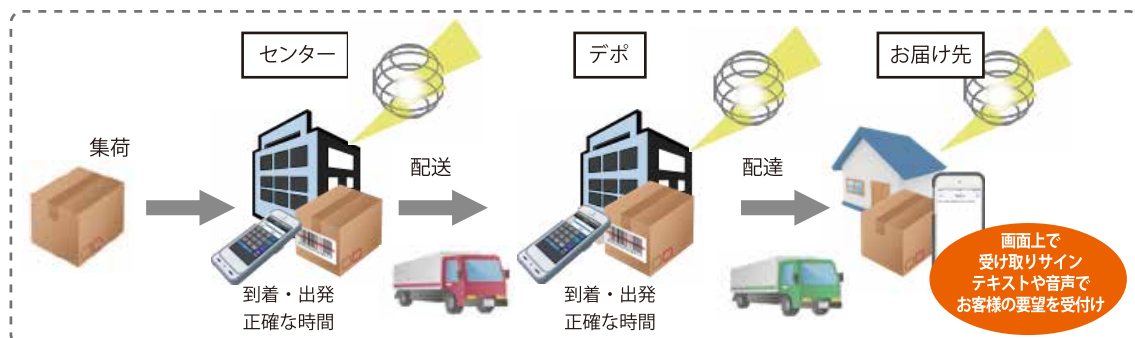 センター
デポ
お届け先
集荷
配送
配達
到着・出発
正確な時間
到着・出発
正確な時間
画面上で
受け取りサイン
テキストや音声で
お客様の要望を受付け